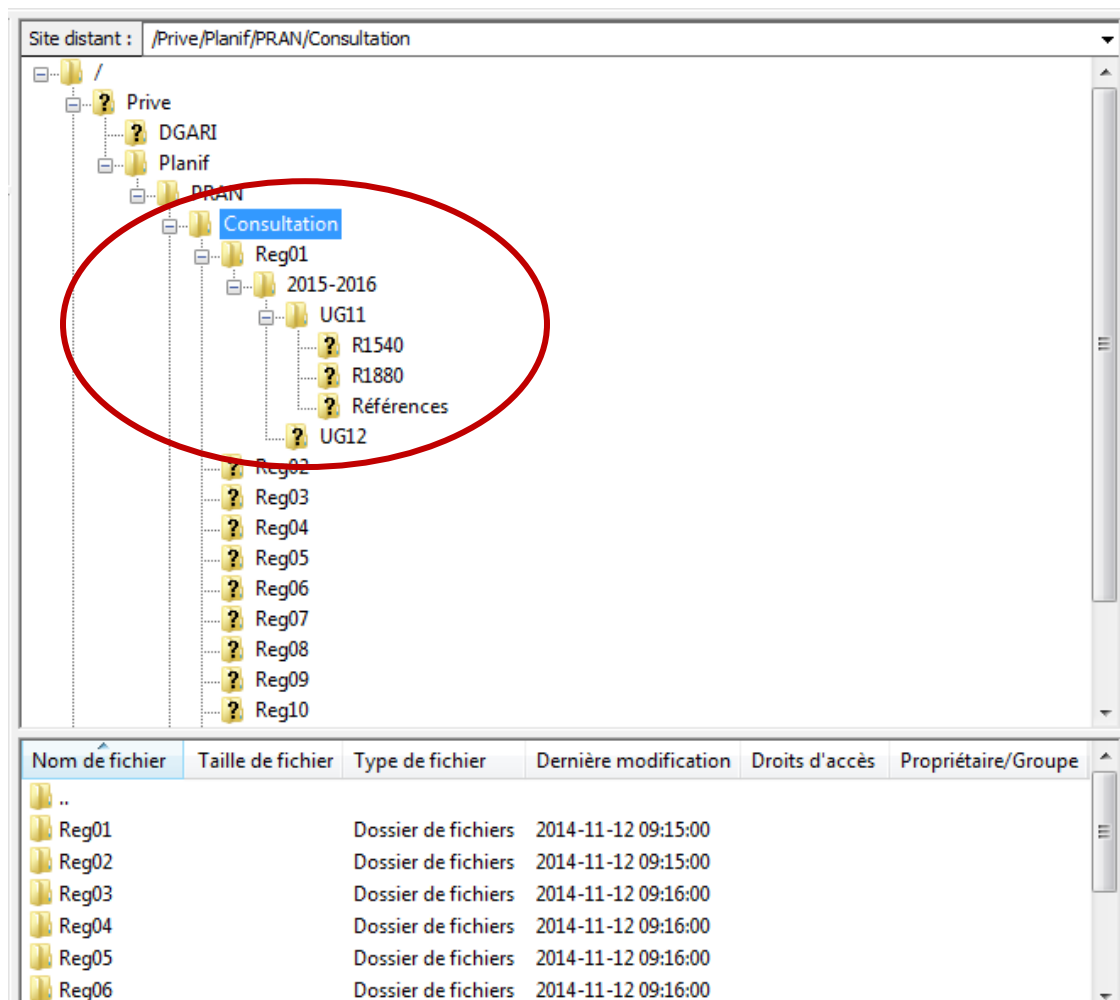 Site distant : /Prive/Planif/PRAN/Consultation
/
Prive
DGARI
Planif
PRAN
Consultation
Reg01
2015-2016
UG11
R1540
R1880
Références
UG12
Reg02
Reg03
Reg04
Reg05
Reg06
Reg07
Reg08
Reg09
Reg10
Nom de fichier Taille de fichier Type de fichier Dernière modification Droits d'accès Propriétaire/Groupe
..
Reg01 Dossier de fichiers 2014-11-12 09:15:00
Reg02 Dossier de fichiers 2014-11-12 09:15:00
Reg03 Dossier de fichiers 2014-11-12 09:16:00
Reg04 Dossier de fichiers 2014-11-12 09:16:00
Reg05 Dossier de fichiers 2014-11-12 09:16:00
Reg06 Dossier de fichiers 2014-11-12 09:16:00